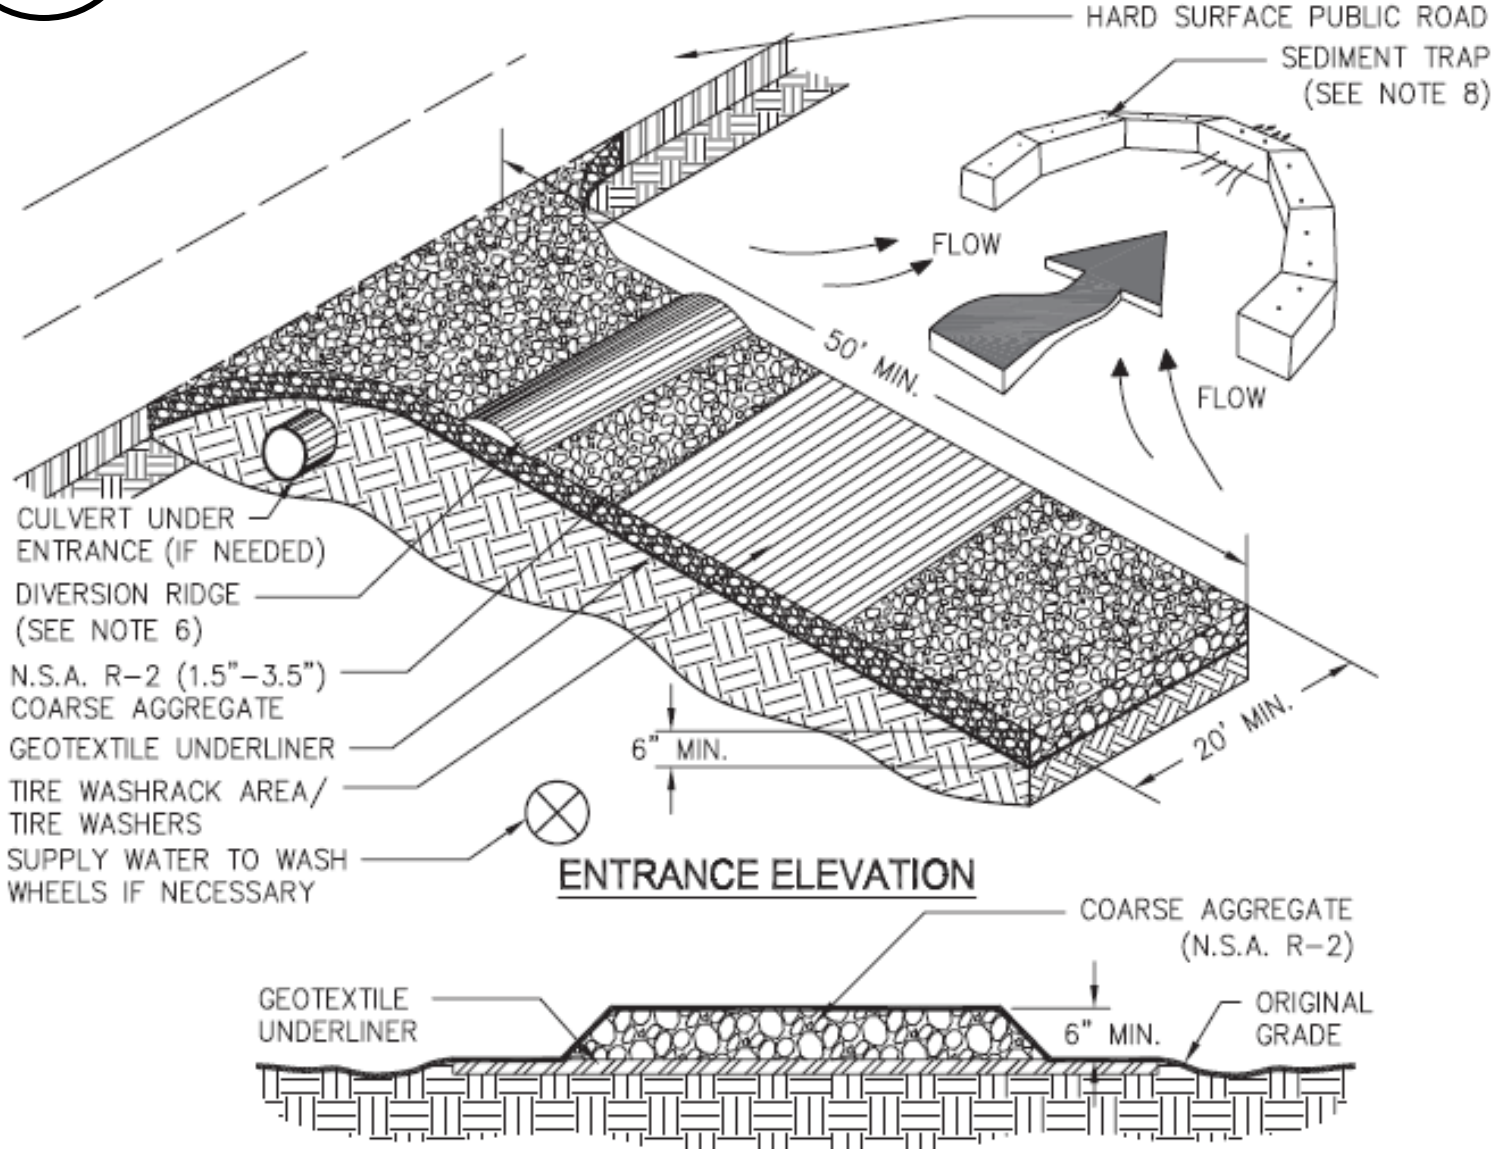 HARD SURFACE PUBLIC ROAD
SEDIMENT TRAP
(SEE NOTE 8)
FLOW
50' MIN.
FLOW
CULVERT UNDER
ENTRANCE (IF NEEDED)
DIVERSION RIDGE
(SEE NOTE 6)
N.S.A. R-2 (1.5"-3.5")
COARSE AGGREGATE
GEOTEXTILE UNDERLINER
TIRE WASHRACK AREA/
TIRE WASHERS
SUPPLY WATER TO WASH
WHEELS IF NECESSARY
6" MIN.
20' MIN.
ENTRANCE ELEVATION
COARSE AGGREGATE
(N.S.A. R-2)
GEOTEXTILE
UNDERLINER
6" MIN.
ORIGINAL
GRADE